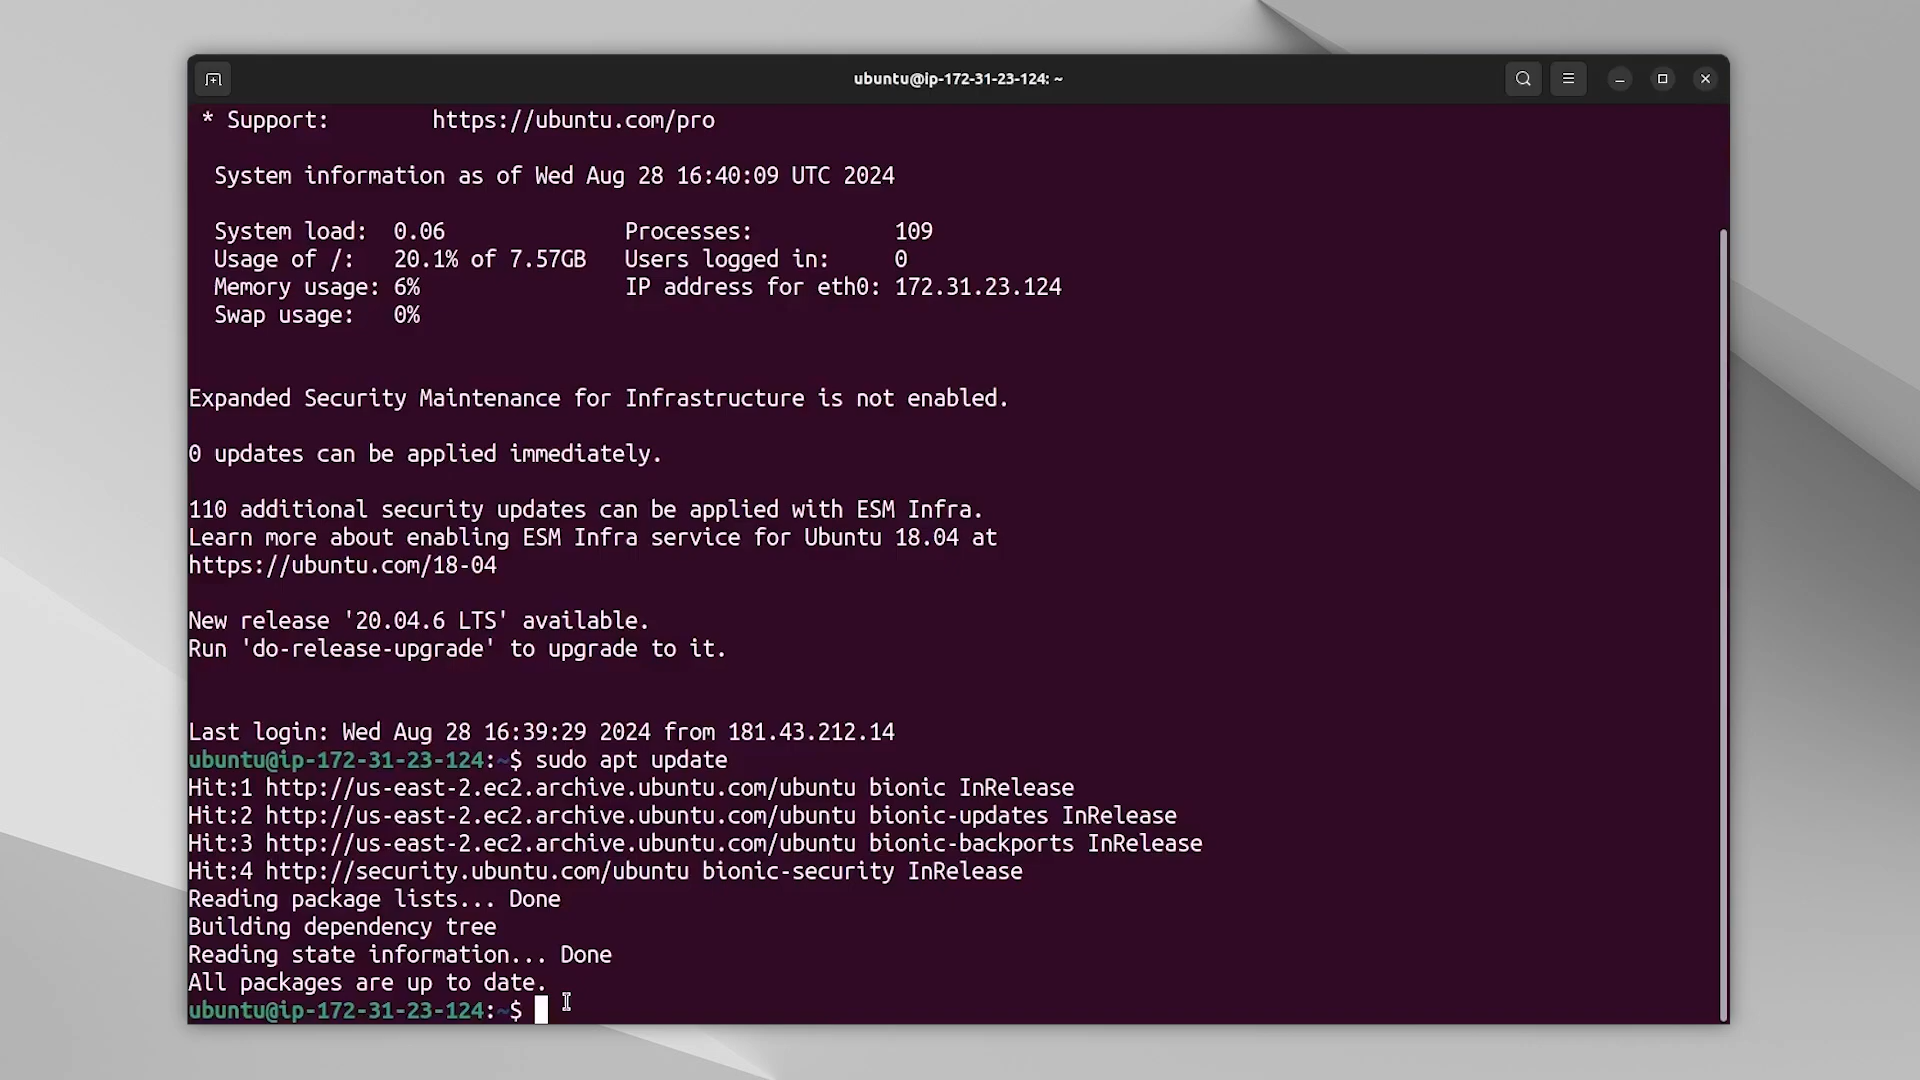 ubuntu@ip-172-31-23-124: ~
* Support:        https://ubuntu.com/pro
System information as of Wed Aug 28 16:40:09 UTC 2024
System load:  0.06              Processes:           109
Usage of /:   20.1% of 7.57GB   Users logged in:     0
Memory usage: 6%                IP address for eth0: 172.31.23.124
Swap usage:   0%
Expanded Security Maintenance for Infrastructure is not enabled.
0 updates can be applied immediately.
110 additional security updates can be applied with ESM Infra.
Learn more about enabling ESM Infra service for Ubuntu 18.04 at
https://ubuntu.com/18-04
New release '20.04.6 LTS' available.
Run 'do-release-upgrade' to upgrade to it.
Last login: Wed Aug 28 16:39:29 2024 from 181.43.212.14
ubuntu@ip-172-31-23-124:~$ sudo apt update
Hit:1 http://us-east-2.ec2.archive.ubuntu.com/ubuntu bionic InRelease
Hit:2 http://us-east-2.ec2.archive.ubuntu.com/ubuntu bionic-updates InRelease
Hit:3 http://us-east-2.ec2.archive.ubuntu.com/ubuntu bionic-backports InRelease
Hit:4 http://security.ubuntu.com/ubuntu bionic-security InRelease
Reading package lists... Done
Building dependency tree
Reading state information... Done
All packages are up to date.
ubuntu@ip-172-31-23-124:~$